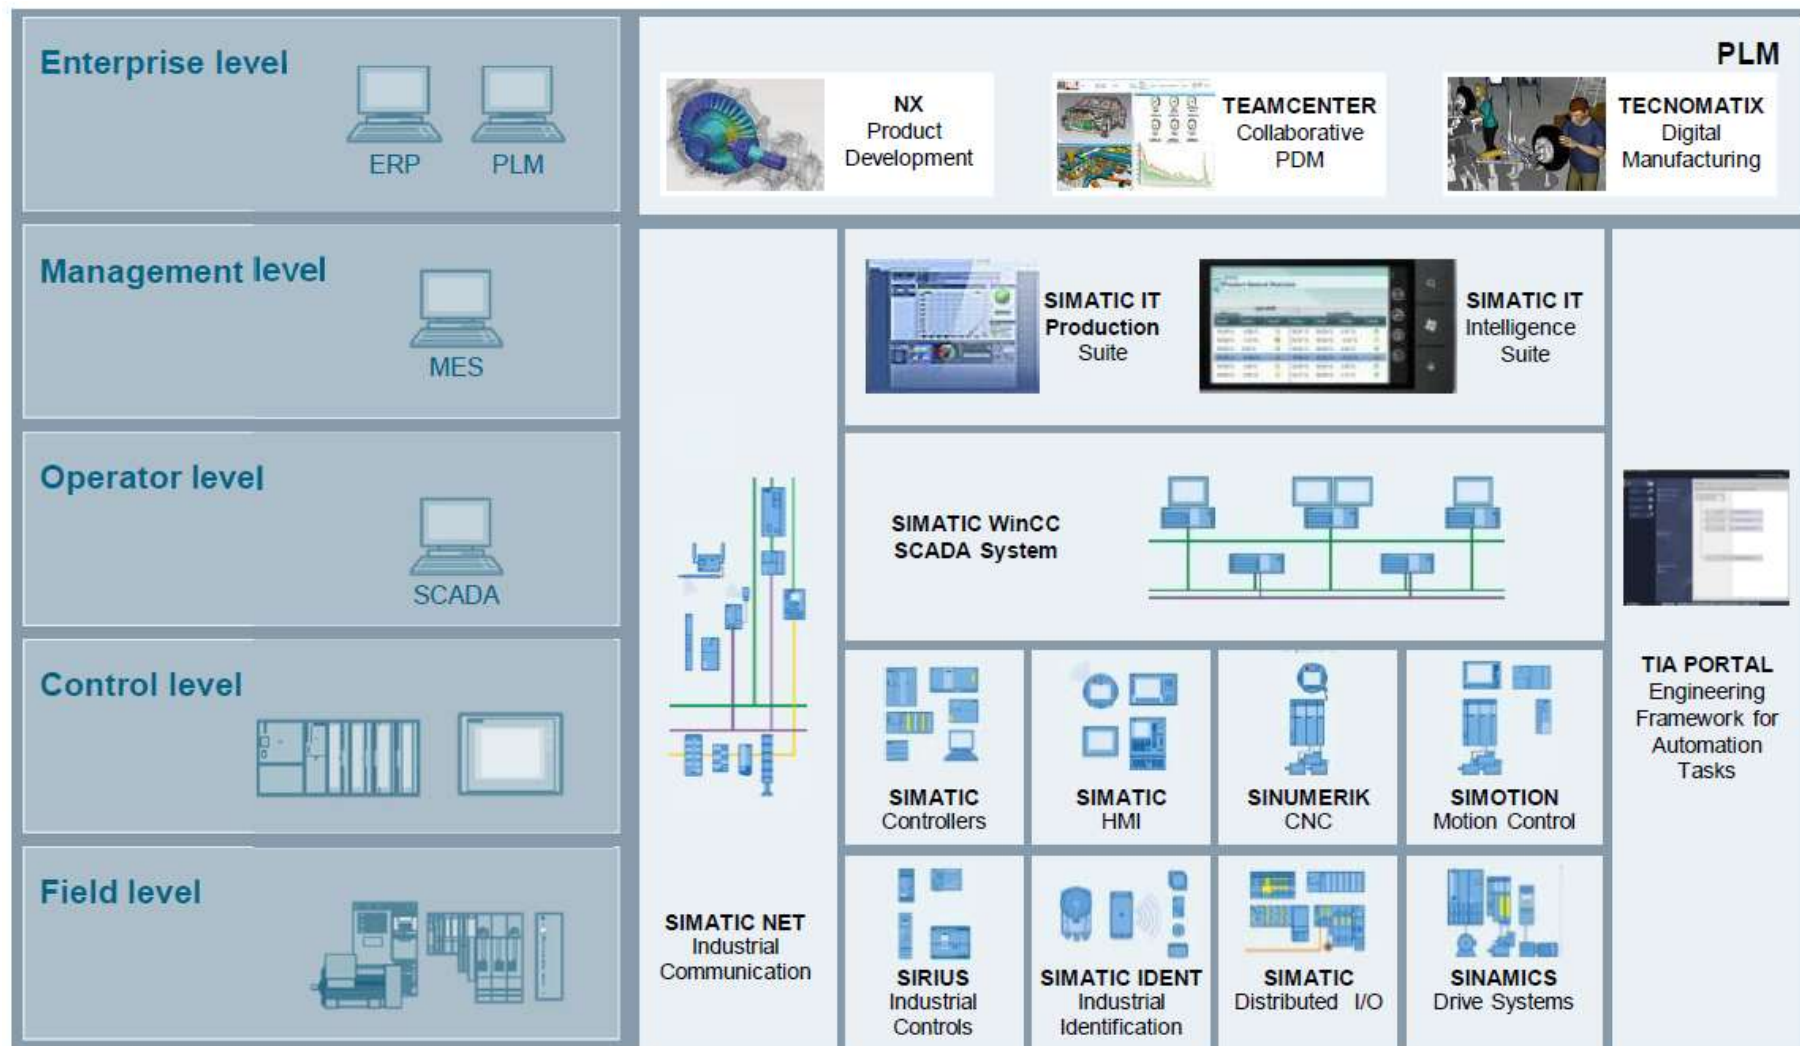 Enterprise level
ERP
PLM
PLM
NX
Product
Development
TEAMCENTER
Collaborative
PDM
TECNOMATIX
Digital
Manufacturing
Management level
MES
SIMATIC IT
Production
Suite
SIMATIC IT
Intelligence
Suite
Operator level
SCADA
SIMATIC WinCC
SCADA System
Control level
SIMATIC
Controllers
SIMATIC
HMI
SINUMERIK
CNC
SIMOTION
Motion Control
Field level
SIRIUS
Industrial
Controls
SIMATIC IDENT
Industrial
Identification
SIMATIC
Distributed I/O
SINAMICS
Drive Systems
SIMATIC NET
Industrial
Communication
TIA PORTAL
Engineering
Framework for
Automation
Tasks